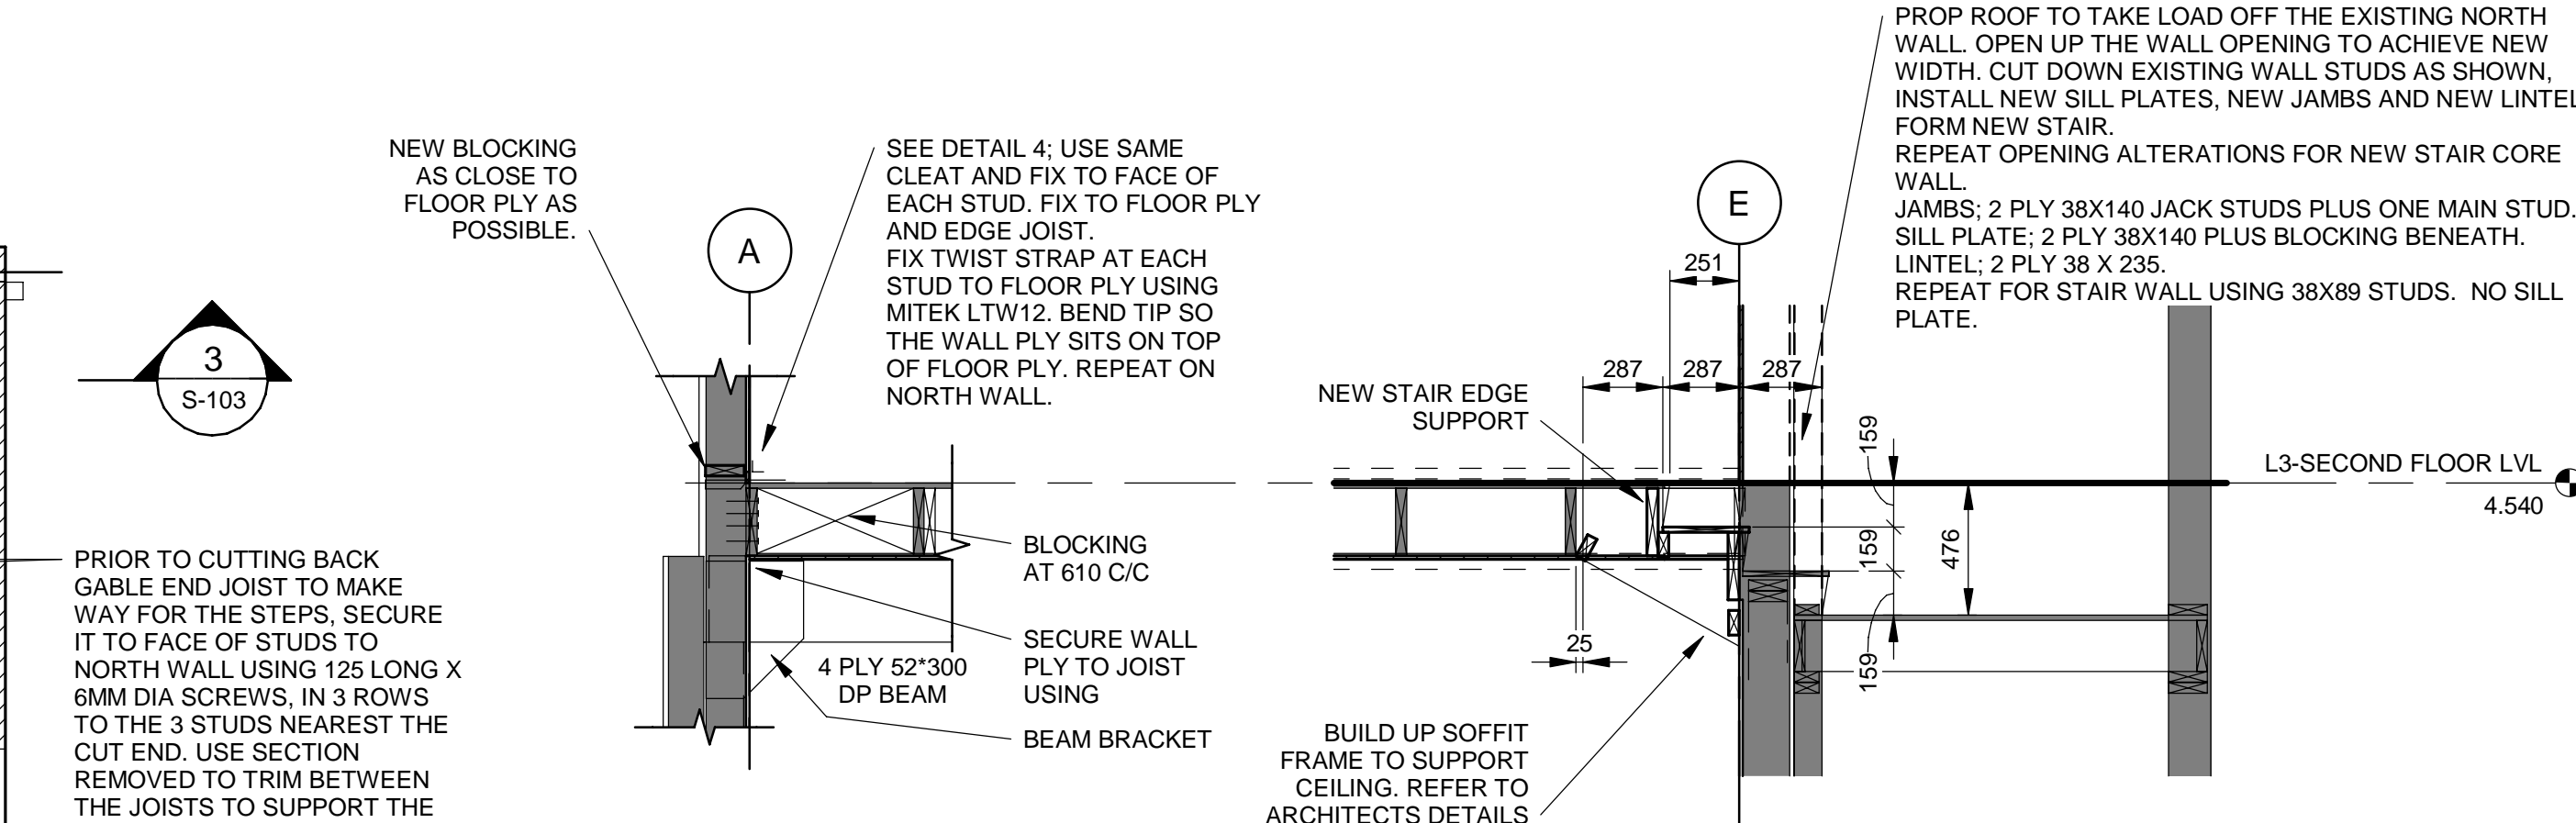 3
S-103
PRIOR TO CUTTING BACK
GABLE END JOIST TO MAKE
WAY FOR THE STEPS, SECURE
IT TO FACE OF STUDS TO
NORTH WALL USING 125 LONG X
6MM DIA SCREWS, IN 3 ROWS
TO THE 3 STUDS NEAREST THE
CUT END. USE SECTION
REMOVED TO TRIM BETWEEN
THE JOISTS TO SUPPORT THE
NEW BLOCKING
AS CLOSE TO
FLOOR PLY AS
POSSIBLE.
A
SEE DETAIL 4; USE SAME
CLEAT AND FIX TO FACE OF
EACH STUD. FIX TO FLOOR PLY
AND EDGE JOIST.
FIX TWIST STRAP AT EACH
STUD TO FLOOR PLY USING
MITEK LTW12. BEND TIP SO
THE WALL PLY SITS ON TOP
OF FLOOR PLY. REPEAT ON
NORTH WALL.
BLOCKING
AT 610 C/C
SECURE WALL
PLY TO JOIST
USING
4 PLY 52*300
DP BEAM
BEAM BRACKET
E
251
287
287
287
NEW STAIR EDGE
SUPPORT
25
BUILD UP SOFFIT
FRAME TO SUPPORT
CEILING. REFER TO
ARCHITECTS DETAILS
159
159
159
476
PROP ROOF TO TAKE LOAD OFF THE EXISTING NORTH
WALL. OPEN UP THE WALL OPENING TO ACHIEVE NEW
WIDTH. CUT DOWN EXISTING WALL STUDS AS SHOWN,
INSTALL NEW SILL PLATES, NEW JAMBS AND NEW LINTEL
FORM NEW STAIR.
REPEAT OPENING ALTERATIONS FOR NEW STAIR CORE
WALL.
JAMBS; 2 PLY 38X140 JACK STUDS PLUS ONE MAIN STUD.
SILL PLATE; 2 PLY 38X140 PLUS BLOCKING BENEATH.
LINTEL; 2 PLY 38 X 235.
REPEAT FOR STAIR WALL USING 38X89 STUDS. NO SILL
PLATE.
L3-SECOND FLOOR LVL
4.540